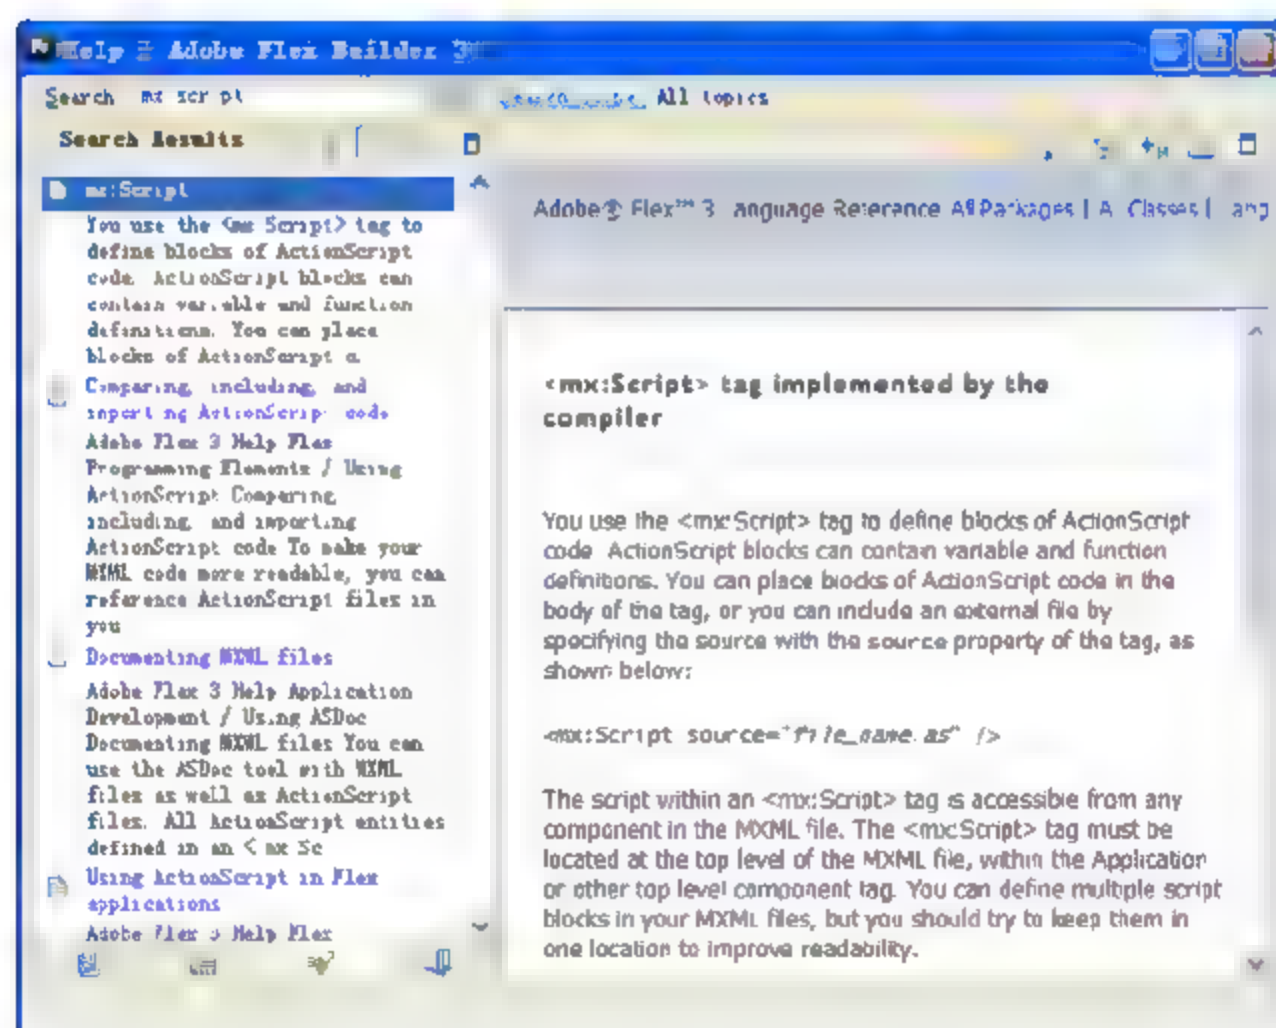 Help - Adobe Flex Builder 3
Search mx script
All topics
Search Results
mx:Script
You use the <mx Script> tag to
define blocks of ActionScript
code. ActionScript blocks can
contain variable and function
definitions. You can place
blocks of ActionScript c
Comparing, including, and
importing ActionScript code
Adobe Flex 3 Help Flex
Programming Elements / Using
ActionScript Comparing,
including, and importing
ActionScript code To make your
MXML code more readable, you can
reference ActionScript files in
you
Documenting MXML files
Adobe Flex 3 Help Application
Development / Using ASDoc
Documenting MXML files You can
use the ASDoc tool with MXML
files as well as ActionScript
files. All ActionScript entities
defined in an < mx Sc
Using ActionScript in Flex
applications
Adobe Flex 3 Help Flex
Adobe® Flex™ 3 Language Reference All Packages | All Classes | Lang
<mx:Script> tag implemented by the
compiler
You use the <mx:Script> tag to define blocks of ActionScript
code. ActionScript blocks can contain variable and function
definitions. You can place blocks of ActionScript code in the
body of the tag, or you can include an external file by
specifying the source with the source property of the tag, as
shown below:
<mx:Script source="file_name.as" />
The script within an <mx:Script> tag is accessible from any
component in the MXML file. The <mx:Script> tag must be
located at the top level of the MXML file, within the Application
or other top level component tag. You can define multiple script
blocks in your MXML files, but you should try to keep them in
one location to improve readability.